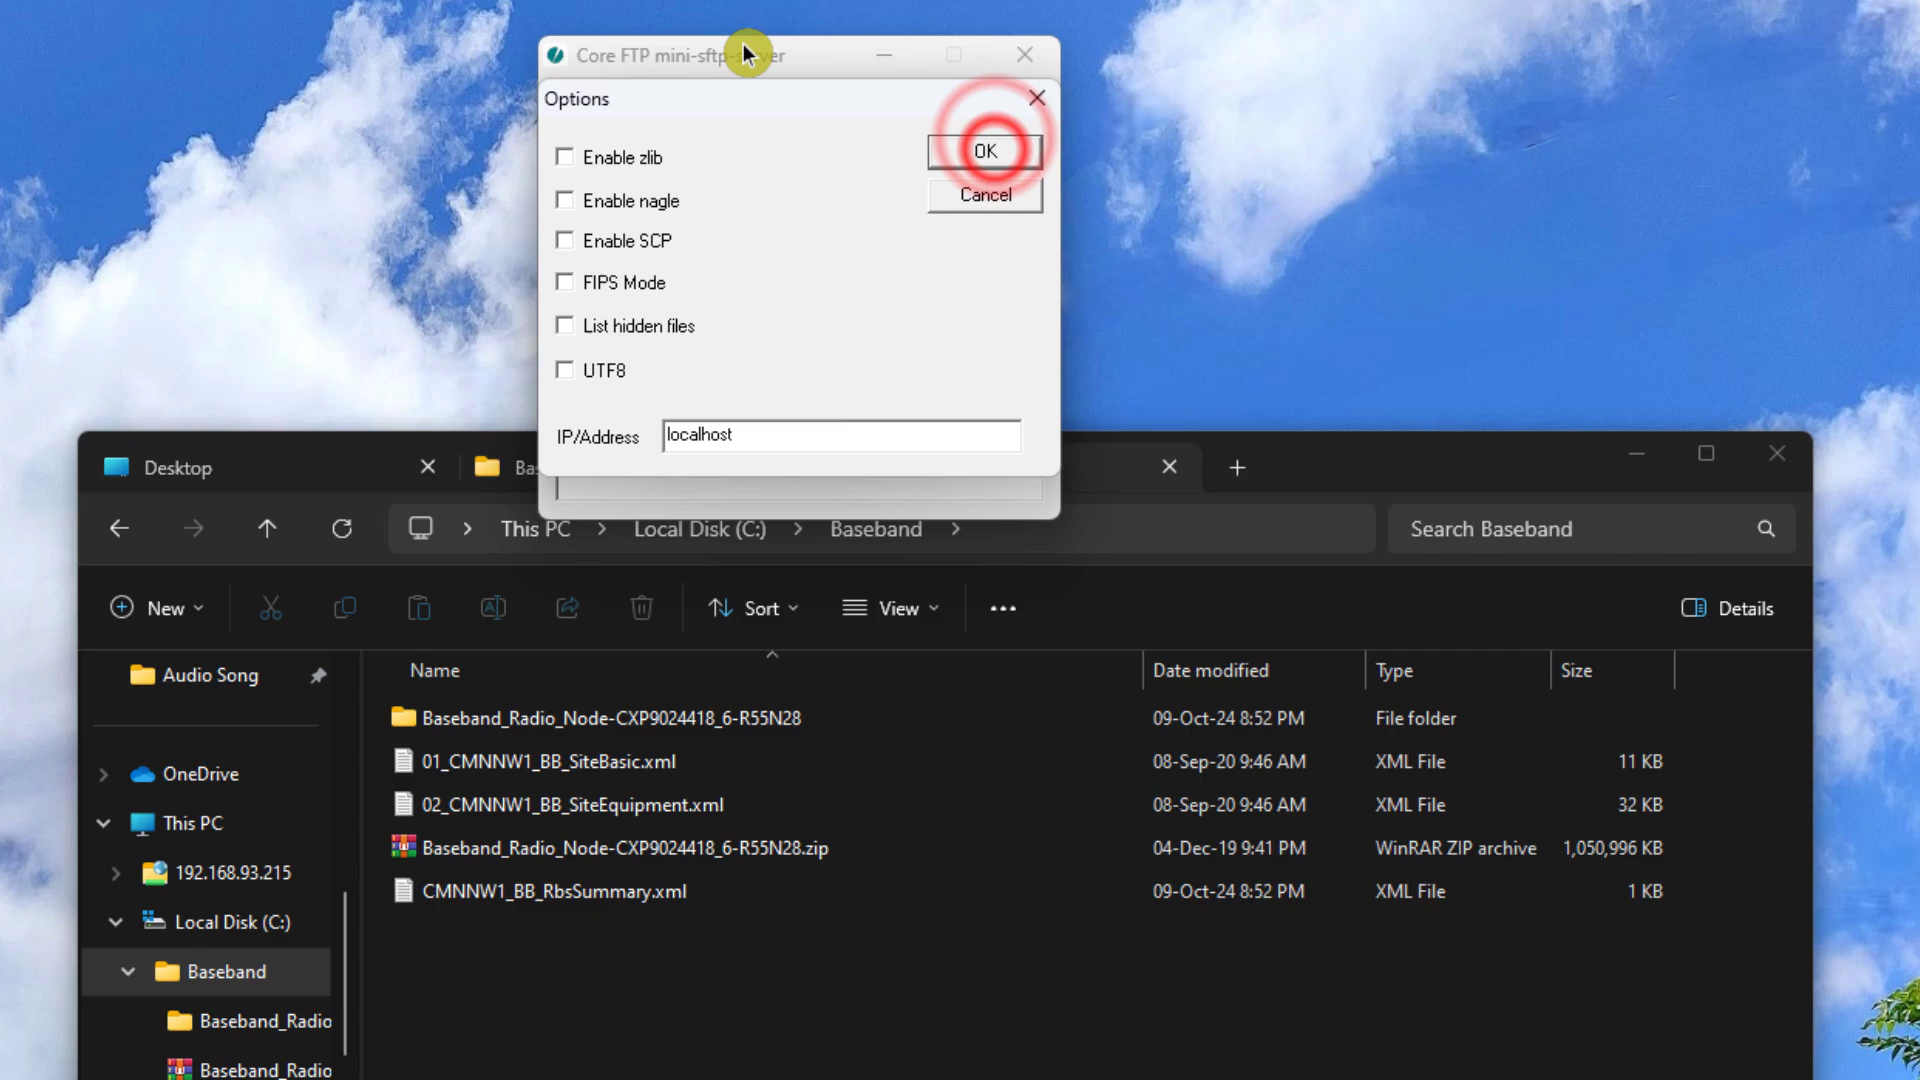 Core FTP mini-sftp-server
Options
Enable zlib
OK
Enable nagle
Cancel
Enable SCP
FIPS Mode
List hidden files
UTF8
IP/Address localhost
Desktop
This PC > Local Disk (C:) > Baseband >
Search Baseband
New
Sort
View
Details
Audio Song
OneDrive
This PC
192.168.93.215
Local Disk (C:)
Baseband
Baseband_Radio
Baseband_Radio
Name Date modified Type Size
Baseband_Radio_Node-CXP9024418_6-R55N28 09-Oct-24 8:52 PM File folder
01_CMNNW1_BB_SiteBasic.xml 08-Sep-20 9:46 AM XML File 11 KB
02_CMNNW1_BB_SiteEquipment.xml 08-Sep-20 9:46 AM XML File 32 KB
Baseband_Radio_Node-CXP9024418_6-R55N28.zip 04-Dec-19 9:41 PM WinRAR ZIP archive 1,050,996 KB
CMNNW1_BB_RbsSummary.xml 09-Oct-24 8:52 PM XML File 1 KB